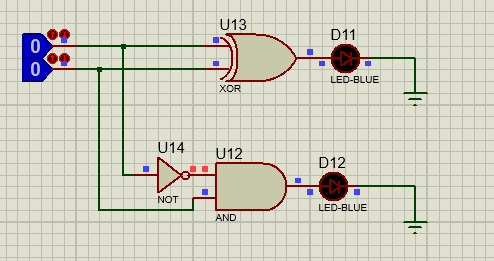 U13
D11
0
0
XOR
LED-BLUE
U14
U12
D12
NOT
LED-BLUE
AND